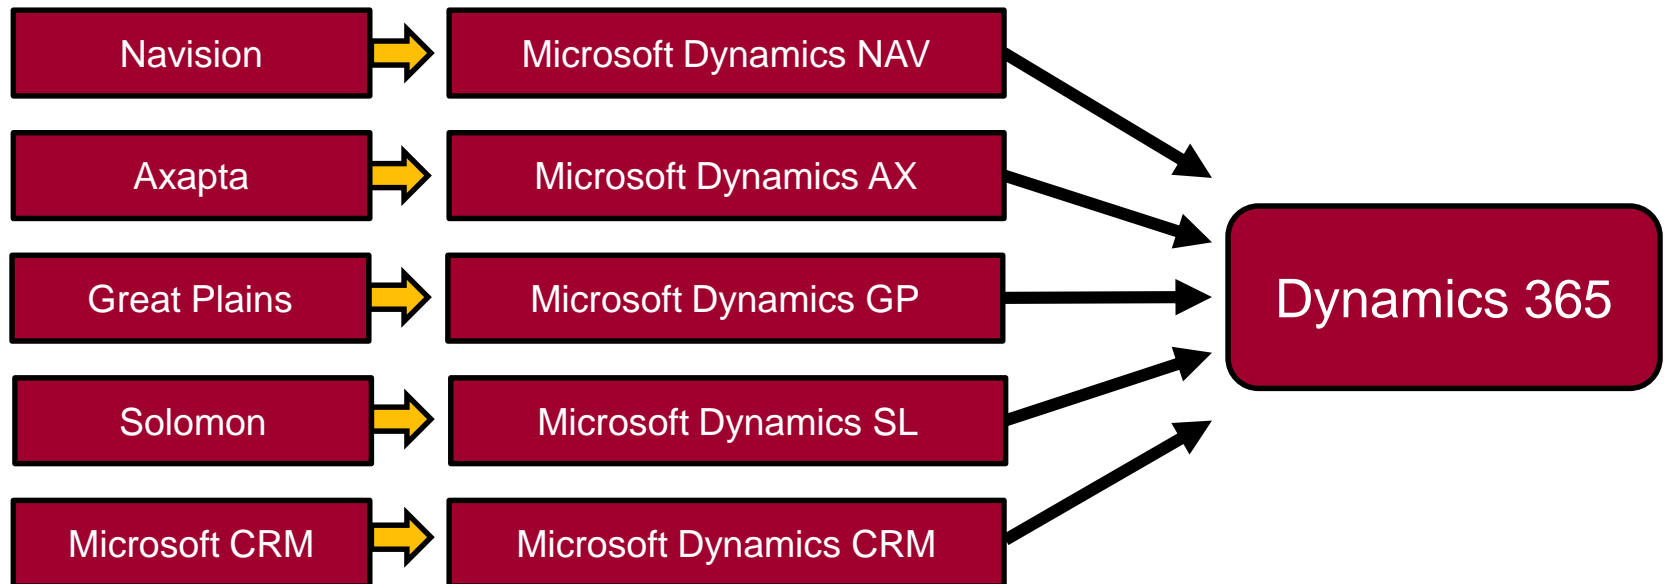 Navision
Microsoft Dynamics NAV
Axapta
Microsoft Dynamics AX
Great Plains
Microsoft Dynamics GP
Dynamics 365
Solomon
Microsoft Dynamics SL
Microsoft CRM
Microsoft Dynamics CRM